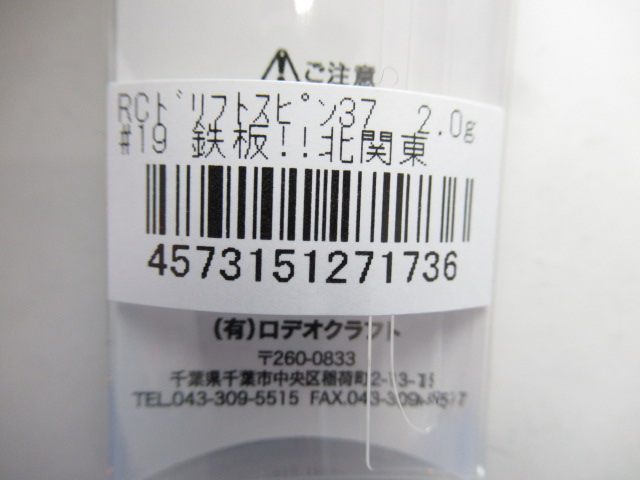 ⚠ご注意
RCﾄﾞﾘﾌﾄｽﾋﾟﾝ37 2.0g
#19 鉄板!!北関東
4573151271736
(有)ロデオクラフト
〒260-0833
千葉県千葉市中央区稲荷町
TEL.043-309-5515 FAX.043-309-